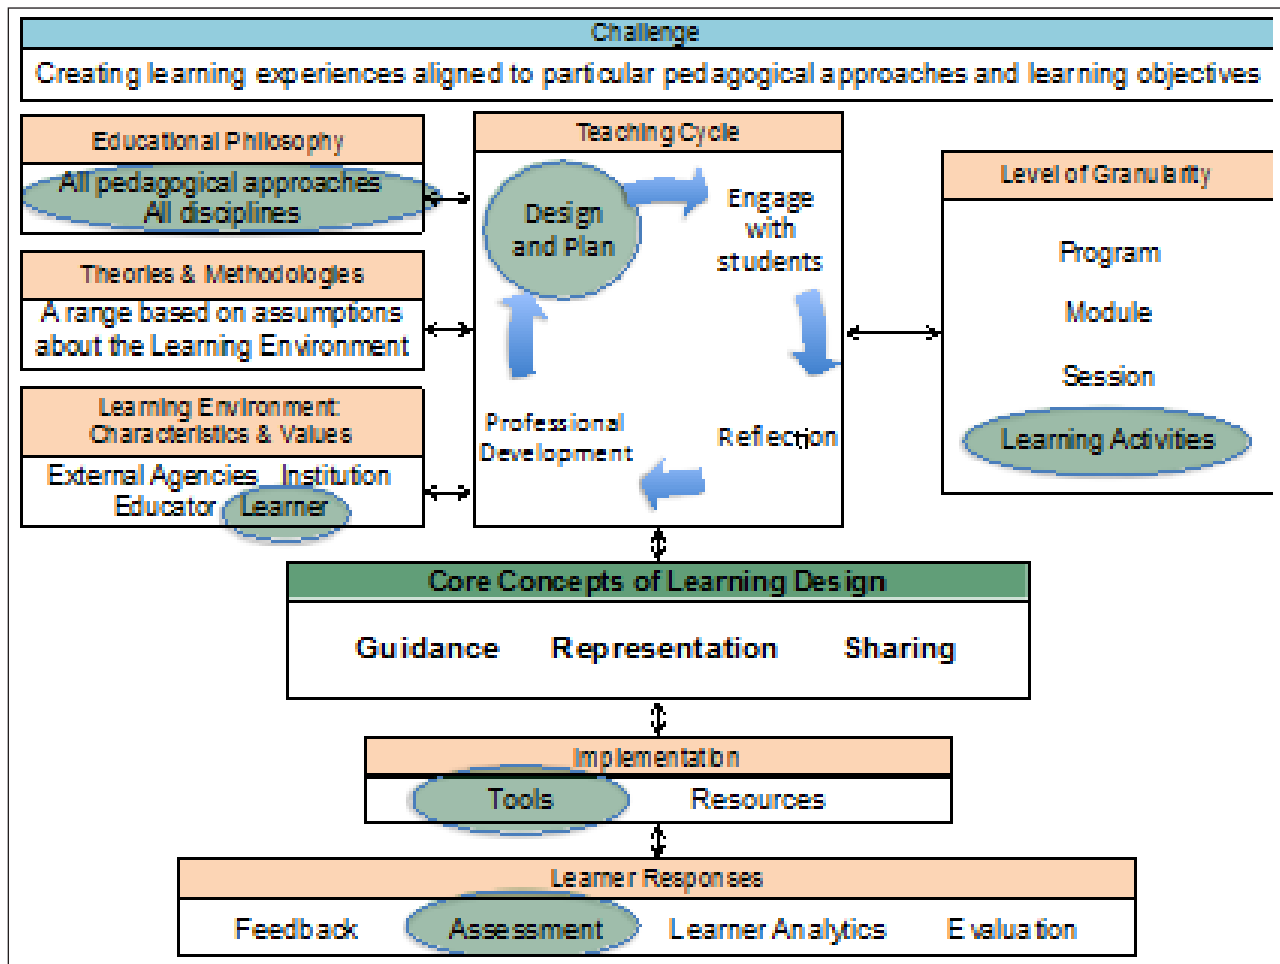 Challenge
Creating learning experiences aligned to particular pedagogical approaches and learning objectives
Educational Philosophy
All pedagogical approaches
All disciplines
Theories & Methodologies
A range based on assumptions
about the Learning Environment
Learning Environment:
Characteristics & Values
External Agencies Institution
Educator Learner
Teaching Cycle
Design
and Plan
Engage
with
students
Reflection
Professional
Development
Level of Granularity
Program
Module
Session
Learning Activities
Core Concepts of Learning Design
Guidance Representation Sharing
Implementation
Tools Resources
Learner Responses
Feedback Assessment Learner Analytics Evaluation